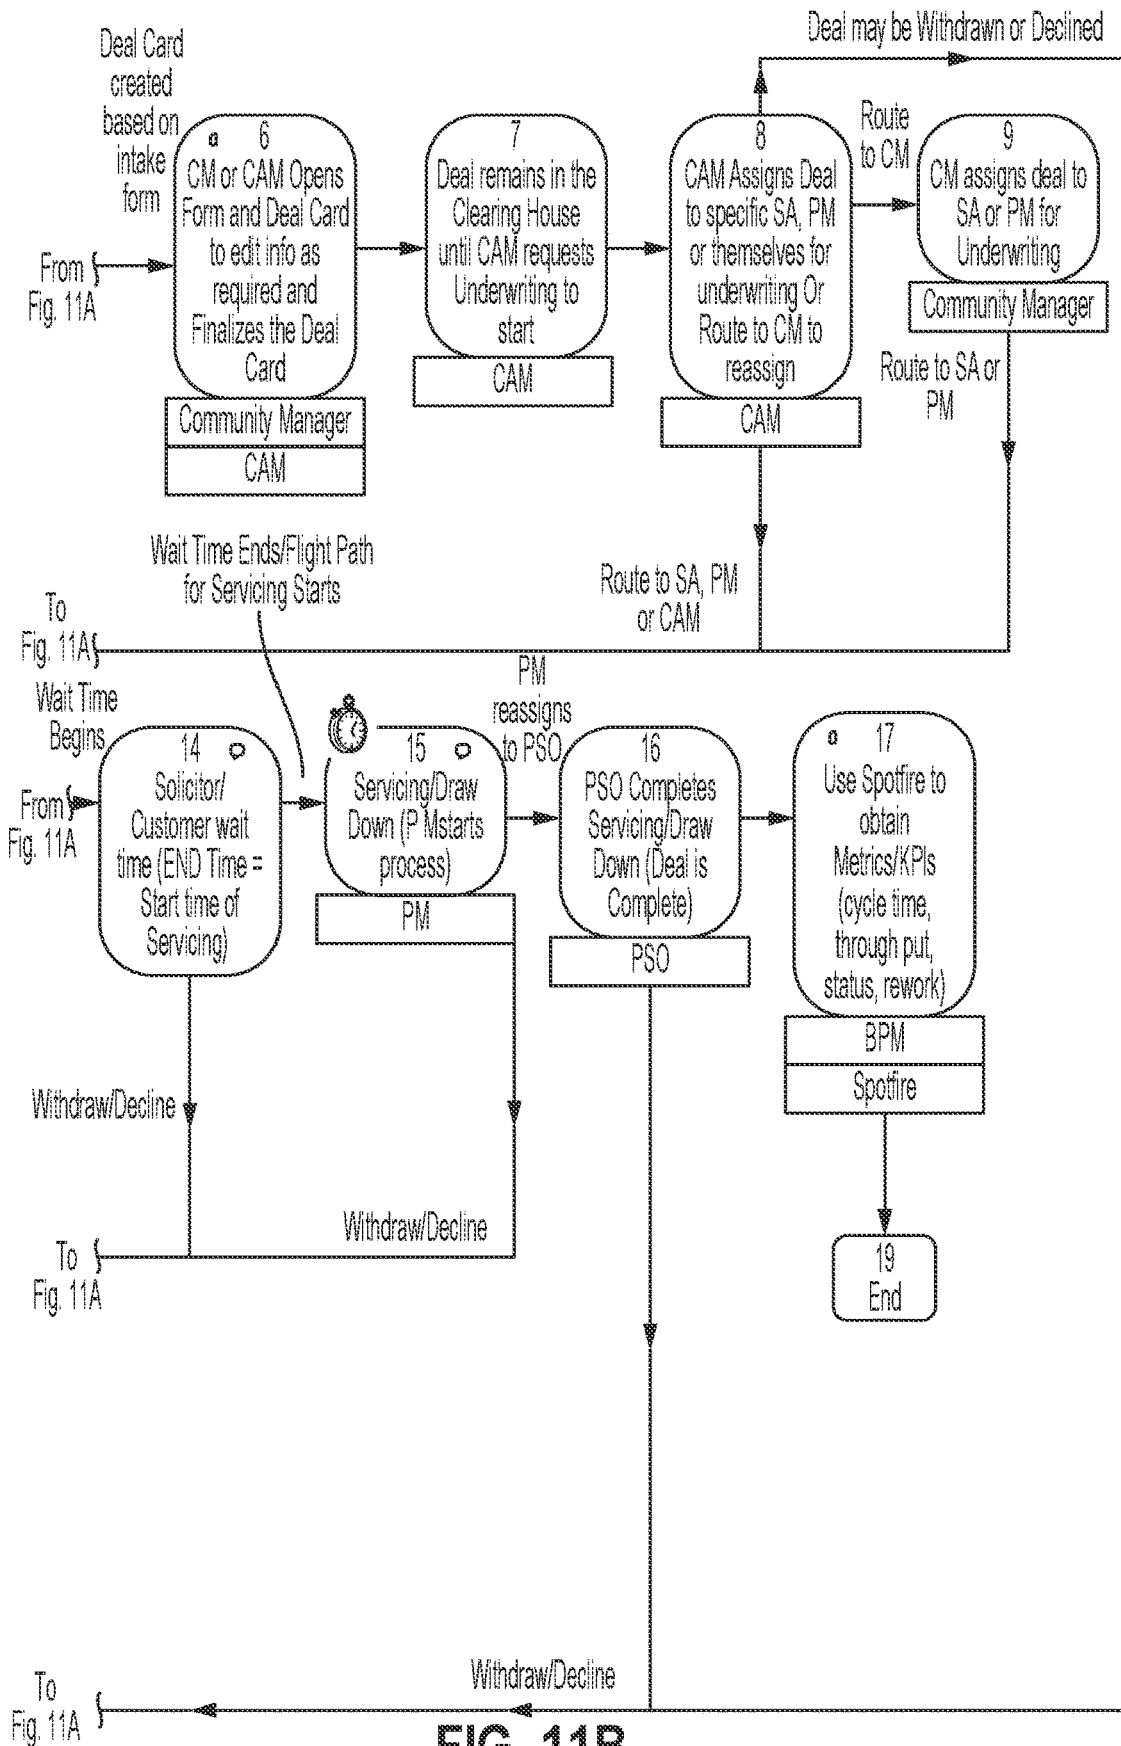 Deal may be Withdrawn or Declined
Deal Card
created
based on
intake
form
From
Fig. 11A
6
CM or CAM Opens
Form and Deal Card
to edit info as
required and
Finalizes the Deal
Card
Community Manager
CAM
7
Deal remains in the
Clearing House
until CAM requests
Underwriting to
start
CAM
8
CAM Assigns Deal
to specific SA, PM
or themselves for
underwriting Or
Route to CM to
reassign
CAM
Route
to CM
9
CM assigns deal to
SA or PM for
Underwriting
Community Manager
Route to SA or
PM
Wait Time Ends/Flight Path
for Servicing Starts
Route to SA, PM
or CAM
To
Fig. 11A
Wait Time
Begins
From
Fig. 11A
14
Solicitor/
Customer wait
time (END Time =
Start time of
Servicing)
15
Servicing/Draw
Down (P Mstarts
process)
PM
PM
reassigns
to PSO
16
PSO Completes
Servicing/Draw
Down (Deal is
Complete)
PSO
17
Use Spotfire to
obtain
Metrics/KPIs
(cycle time,
through put,
status, rework)
BPM
Spotfire
Withdraw/Decline
Withdraw/Decline
To
Fig. 11A
19
End
Withdraw/Decline
To
Fig. 11A
FIG. 11B